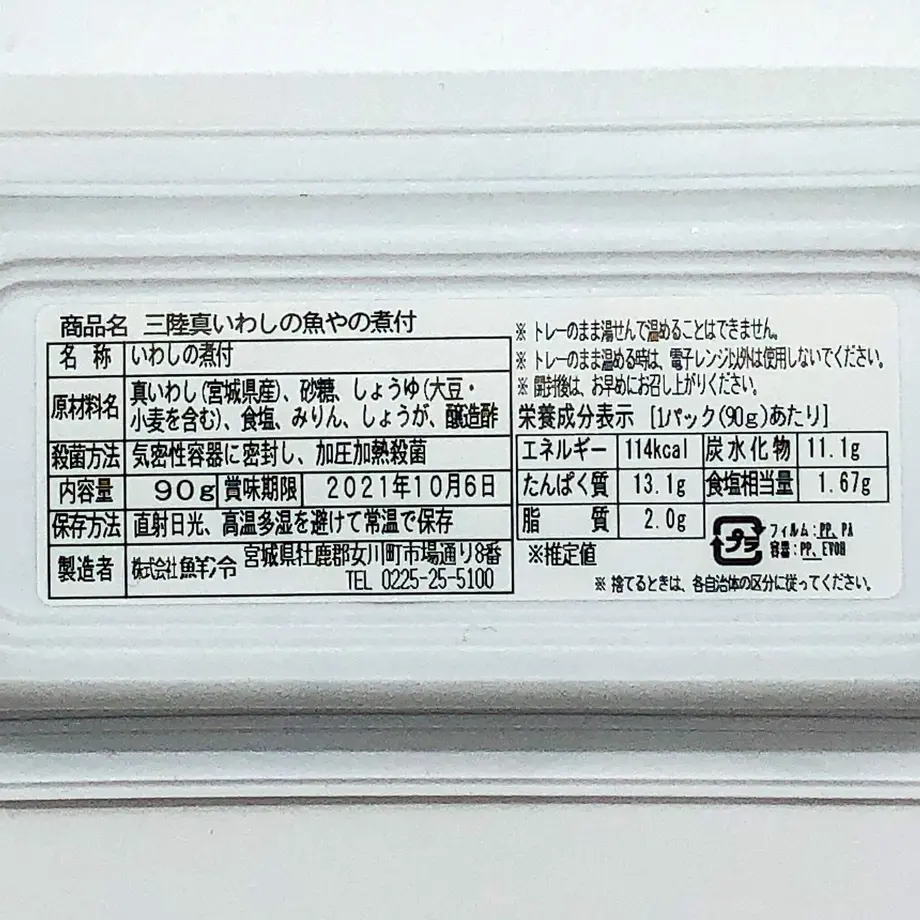 商品名 三陸真いわしの魚やの煮付
名称 いわしの煮付
原材料名 真いわし(宮城県産)、砂糖、しょうゆ(大豆・
小麦を含む)、食塩、みりん、しょうが、醸造酢
殺菌方法 気密性容器に密封し、加圧加熱殺菌
内容量 90g 賞味期限 2021年10月6日
保存方法 直射日光、高温多湿を避けて常温で保存
製造者 株式会社 宮城県牡鹿郡女川町市場通り8番
TEL 0225-25-5100
※ トレーのまま湯せんで温めることはできません。
※ トレーのまま温める時は、電子レンジ以外は使用しないでください。
※ 開封後は、お早めにお召し上がりください。
栄養成分表示 [1パック(90g)あたり]
エネルギー 114kcal 炭水化物 11.1g
たんぱく質 13.1g 食塩相当量 1.67g
脂質 2.0g
※推定値
プラ
フィルム:PP、PA
容器:PP、EVOH
※ 捨てるときは、各自治体の区分に従ってください。